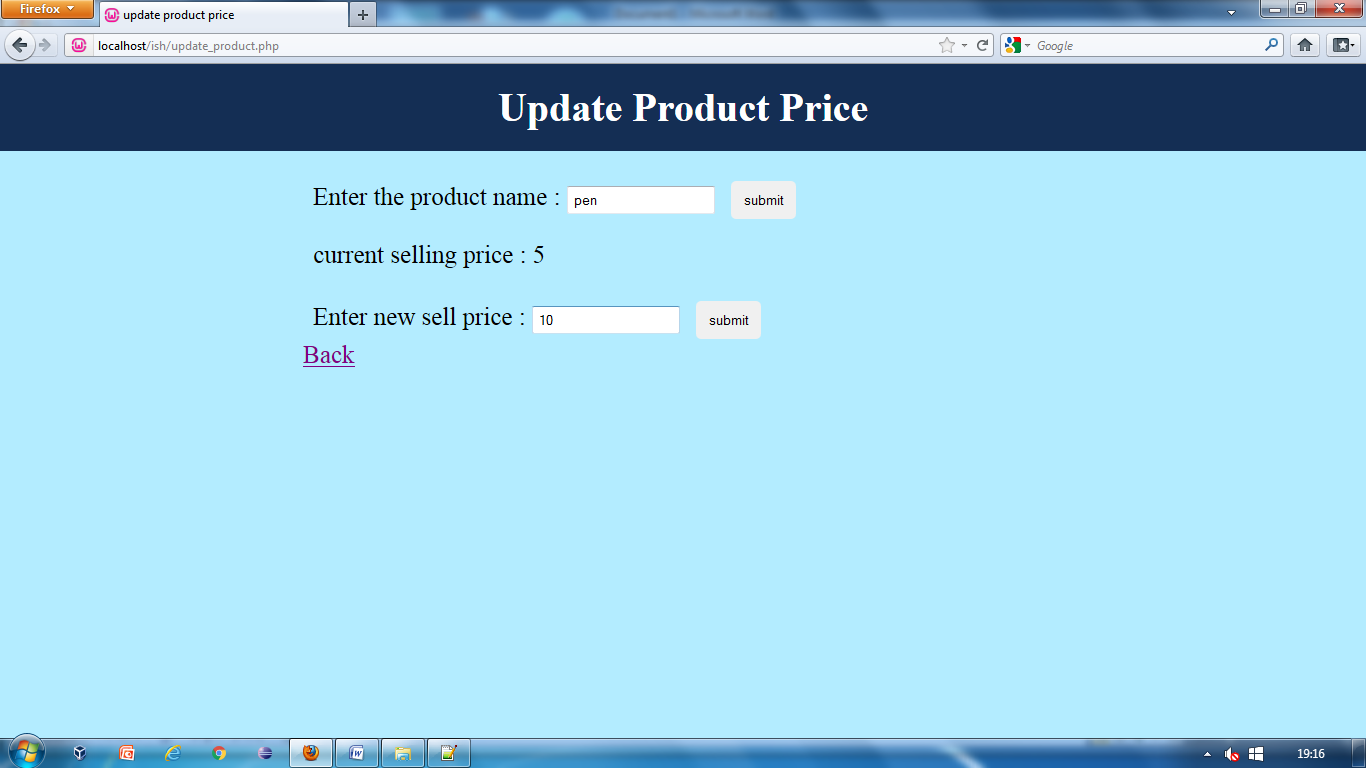 Firefox
update product price
localhost/ish/update_product.php
Google
Update Product Price
Enter the product name : pen submit
current selling price : 5
Enter new sell price : 10 submit
Back
19:16